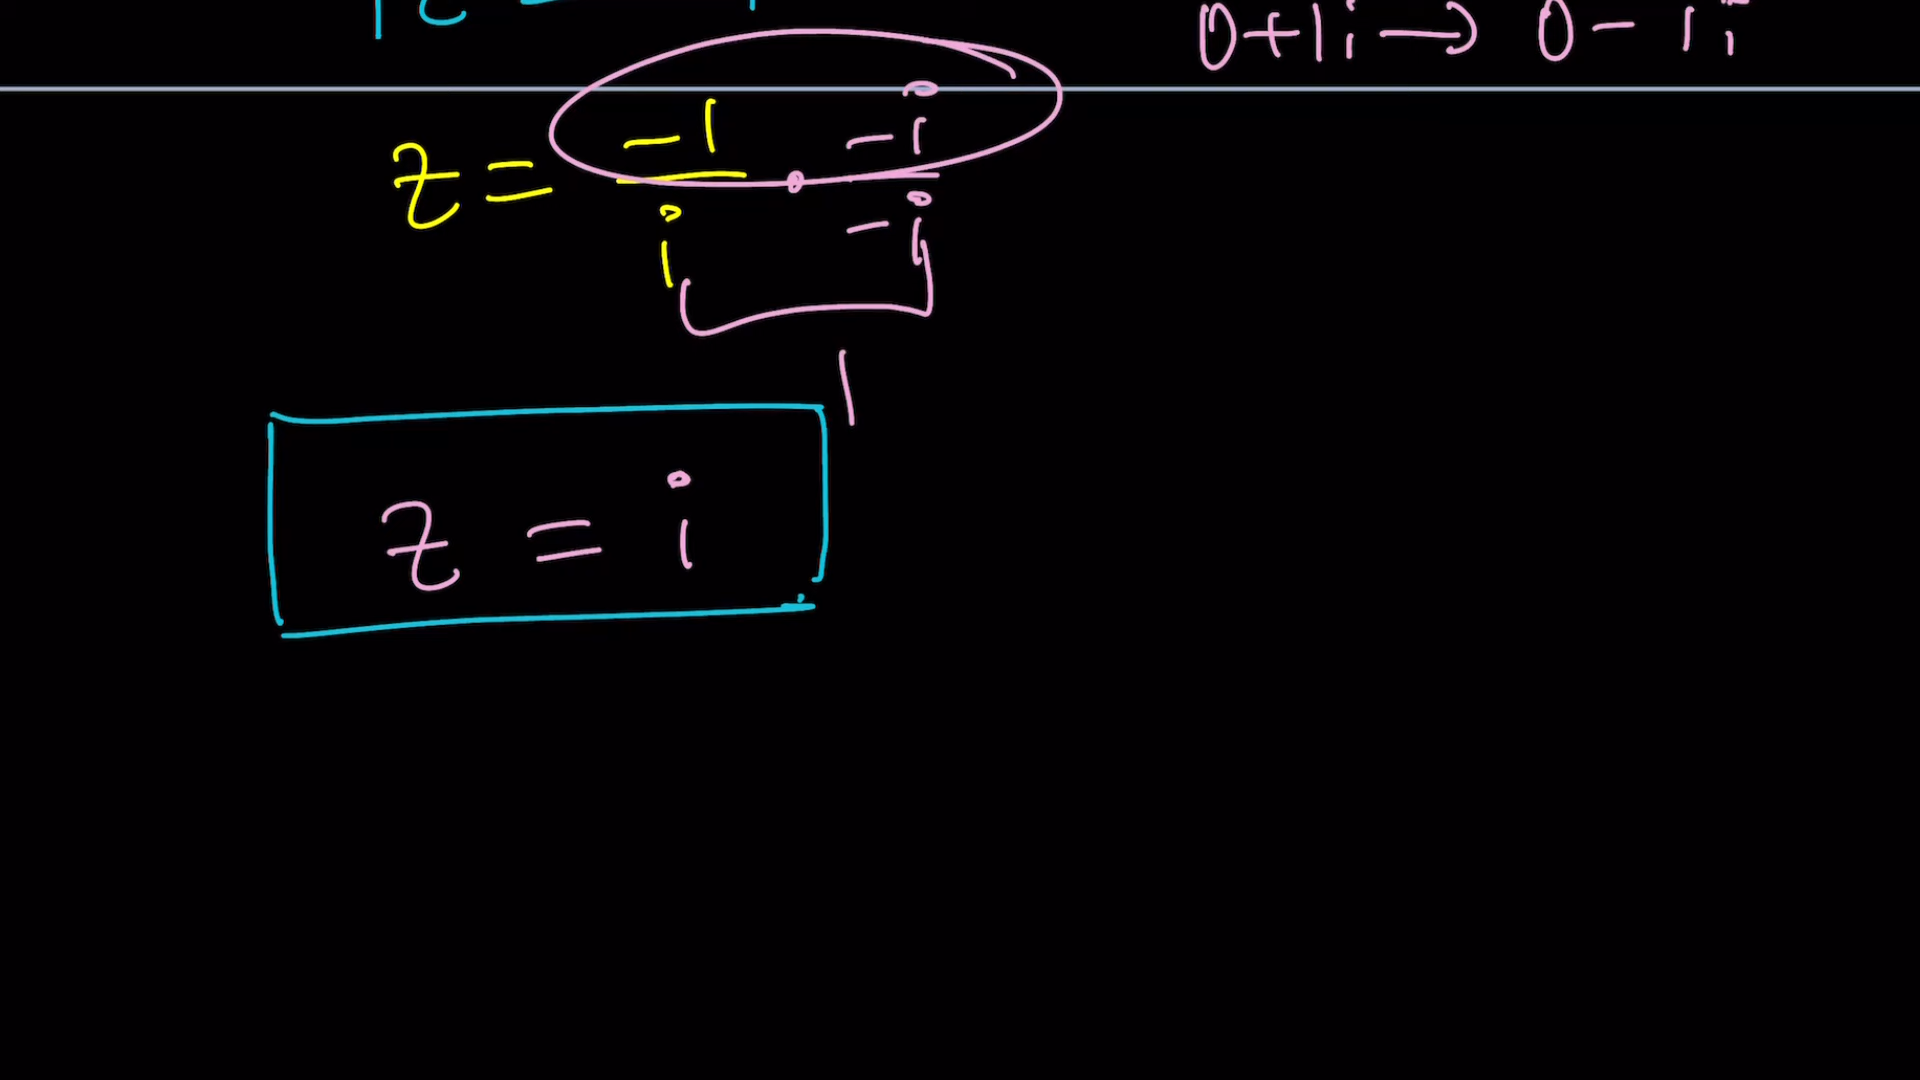 0+1i → 0-1i
z = -1/i · -i/-i
1
z = i